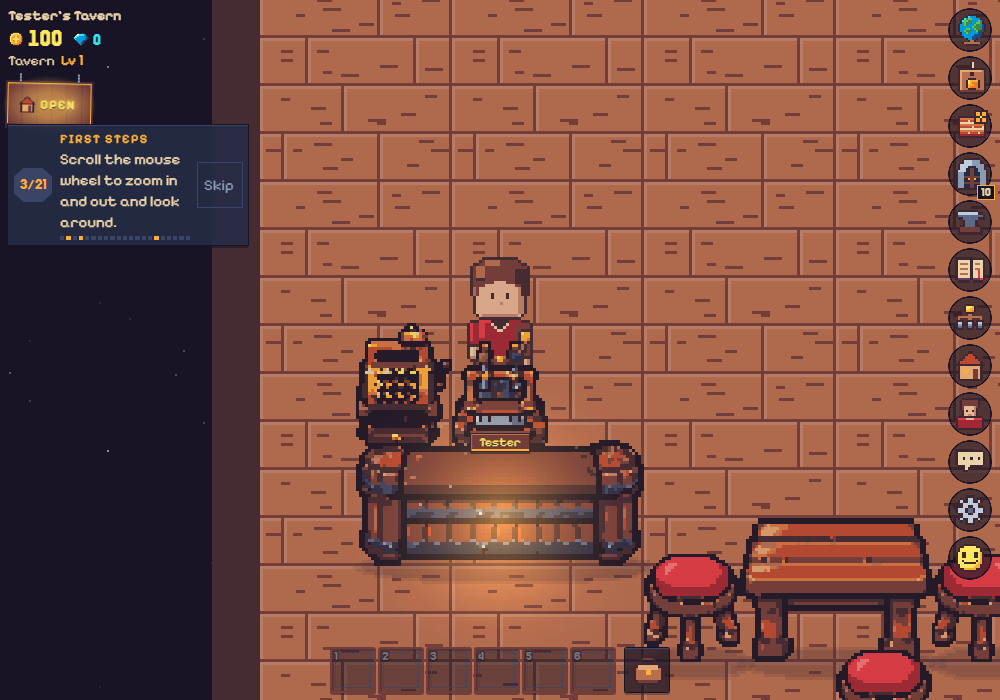 Tester's Tavern
100 0
Tavern Lv 1
OPEN
FIRST STEPS
3/21
Scroll the mouse
wheel to zoom in
and out and look
around.
Skip
10
Tester
1 2 3 4 5 6